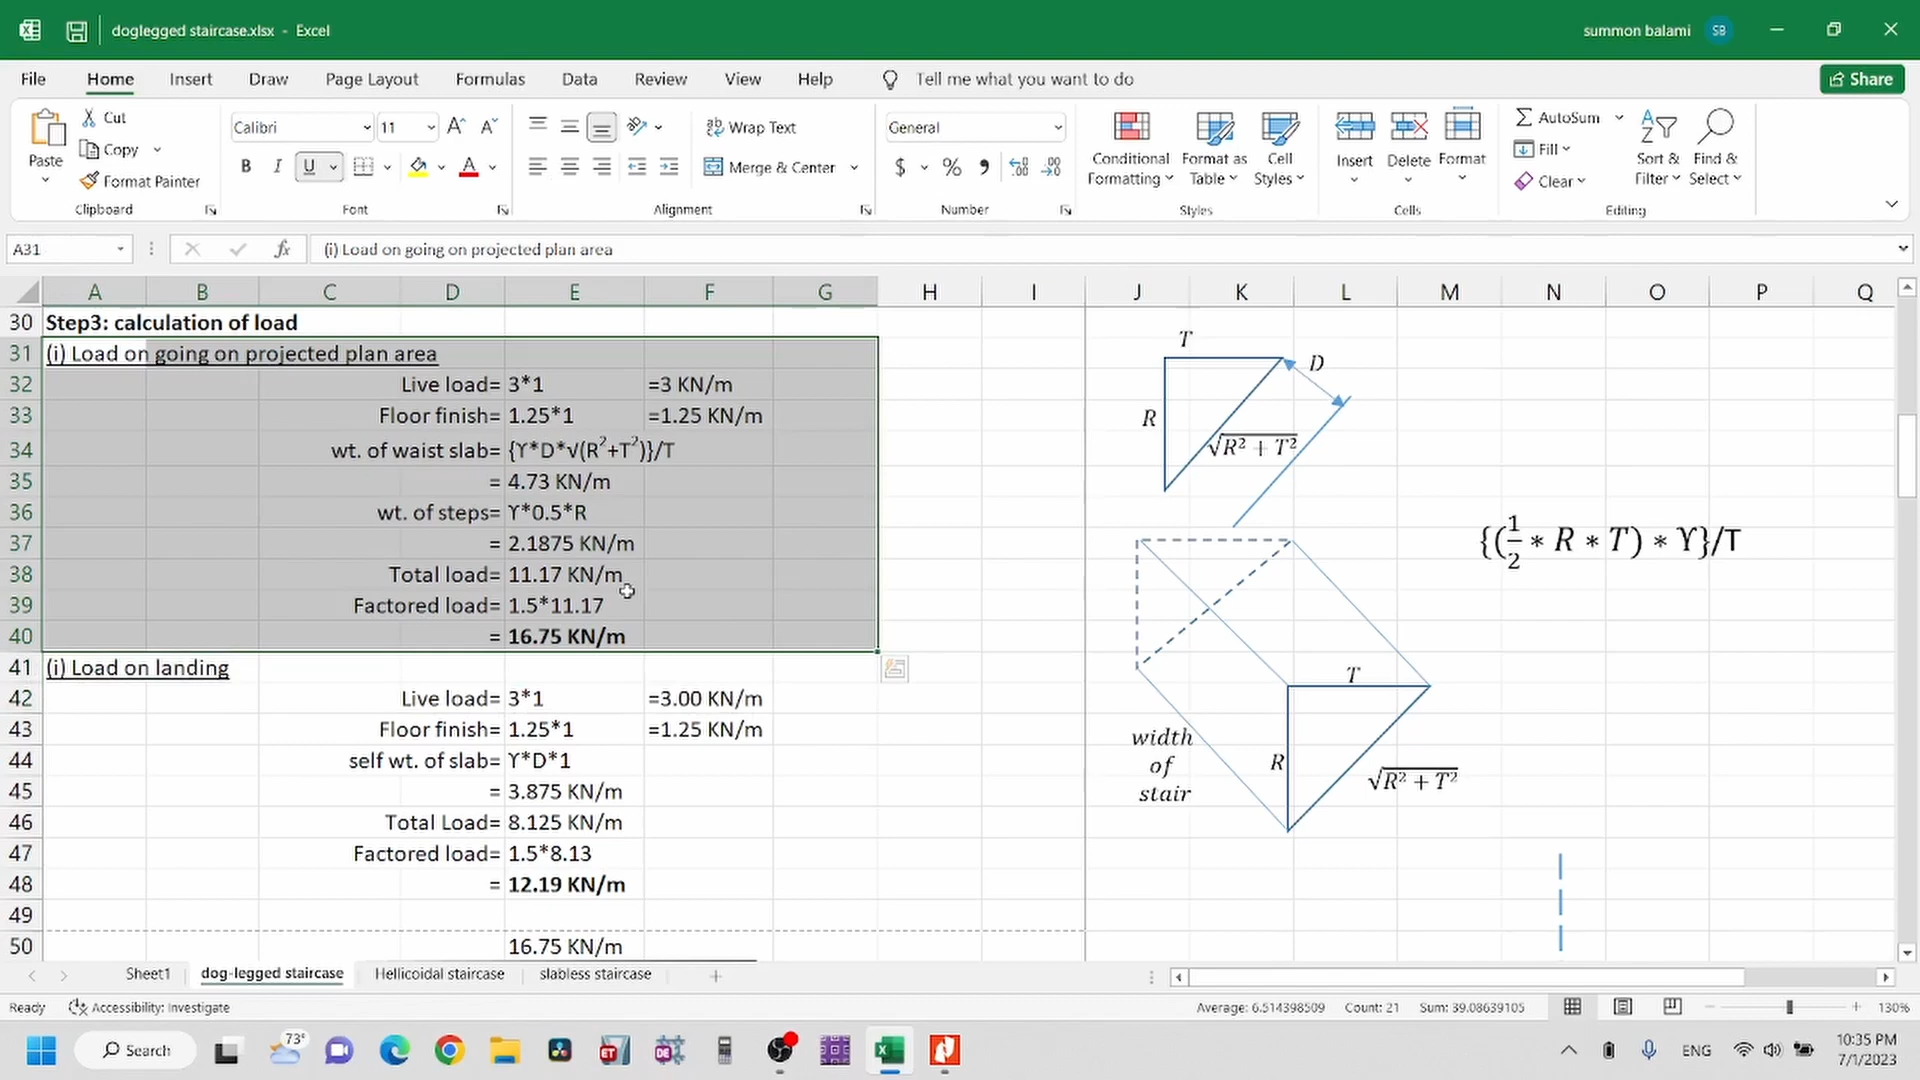 doglegged staircase.xlsx - Excel
summon balami SB
File Home Insert Draw Page Layout Formulas Data Review View Help Tell me what you want to do Share
Paste Cut Copy Format Painter Clipboard
Calibri 11 A A B I U A Font
Wrap Text Merge & Center Alignment
General $ % Number
Conditional Formatting Format as Table Cell Styles Styles
Insert Delete Format Cells
AutoSum Fill Clear Sort & Filter Find & Select Editing
A31 fx (i) Load on going on projected plan area
A B C D E F G H I J K L M N O P Q
30 Step3: calculation of load
31 (i) Load on going on projected plan area
32 Live load= 3*1 =3 KN/m
33 Floor finish= 1.25*1 =1.25 KN/m
34 wt. of waist slab= {ϒ*D*√(R²+T²)}/T
35 = 4.73 KN/m
36 wt. of steps= ϒ*0.5*R
37 = 2.1875 KN/m
38 Total load= 11.17 KN/m
39 Factored load= 1.5*11.17
40 = 16.75 KN/m
41 (i) Load on landing
42 Live load= 3*1 =3.00 KN/m
43 Floor finish= 1.25*1 =1.25 KN/m
44 self wt. of slab= ϒ*D*1
45 = 3.875 KN/m
46 Total Load= 8.125 KN/m
47 Factored load= 1.5*8.13
48 = 12.19 KN/m
49
50 16.75 KN/m
T
D
R
√R² + T²
{(1/2 * R * T) * ϒ}/T
T
width
of
stair
R
√R² + T²
Sheet1 dog-legged staircase Hellicoidal staircase slabless staircase
Ready Accessibility: Investigate Average: 6.514398509 Count: 21 Sum: 39.08639105 130%
Search 73° ET DE ENG 10:35 PM
7/1/2023